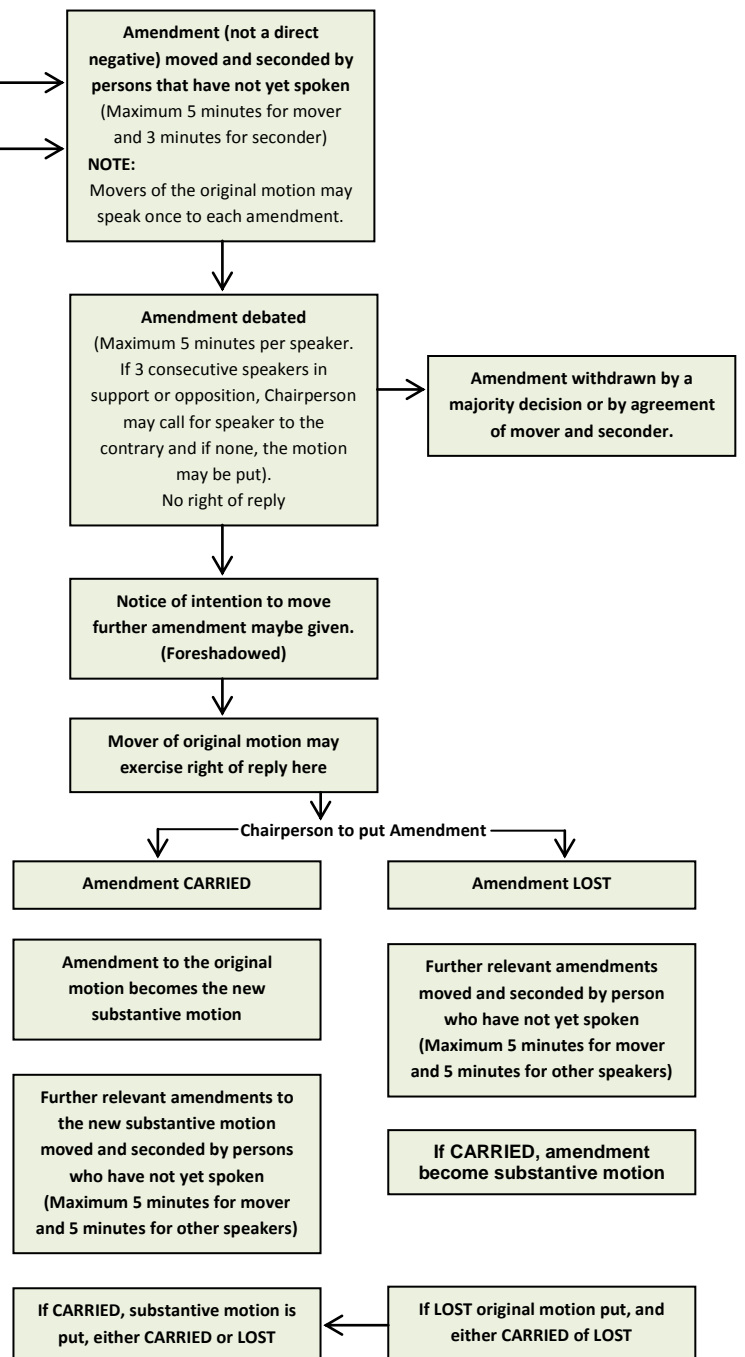 Amendment (not a direct
negative) moved and seconded by
persons that have not yet spoken
(Maximum 5 minutes for mover
and 3 minutes for seconder)
NOTE:
Movers of the original motion may
speak once to each amendment.
Amendment debated
(Maximum 5 minutes per speaker.
If 3 consecutive speakers in
support or opposition, Chairperson
may call for speaker to the
contrary and if none, the motion
may be put).
No right of reply
Amendment withdrawn by a
majority decision or by agreement
of mover and seconder.
Notice of intention to move
further amendment maybe given.
(Foreshadowed)
Mover of original motion may
exercise right of reply here
Chairperson to put Amendment
Amendment CARRIED
Amendment LOST
Amendment to the original
motion becomes the new
substantive motion
Further relevant amendments
moved and seconded by person
who have not yet spoken
(Maximum 5 minutes for mover
and 5 minutes for other speakers)
Further relevant amendments to
the new substantive motion
moved and seconded by persons
who have not yet spoken
(Maximum 5 minutes for mover
and 5 minutes for other speakers)
If CARRIED, amendment
become substantive motion
If CARRIED, substantive motion is
put, either CARRIED or LOST
If LOST original motion put, and
either CARRIED of LOST